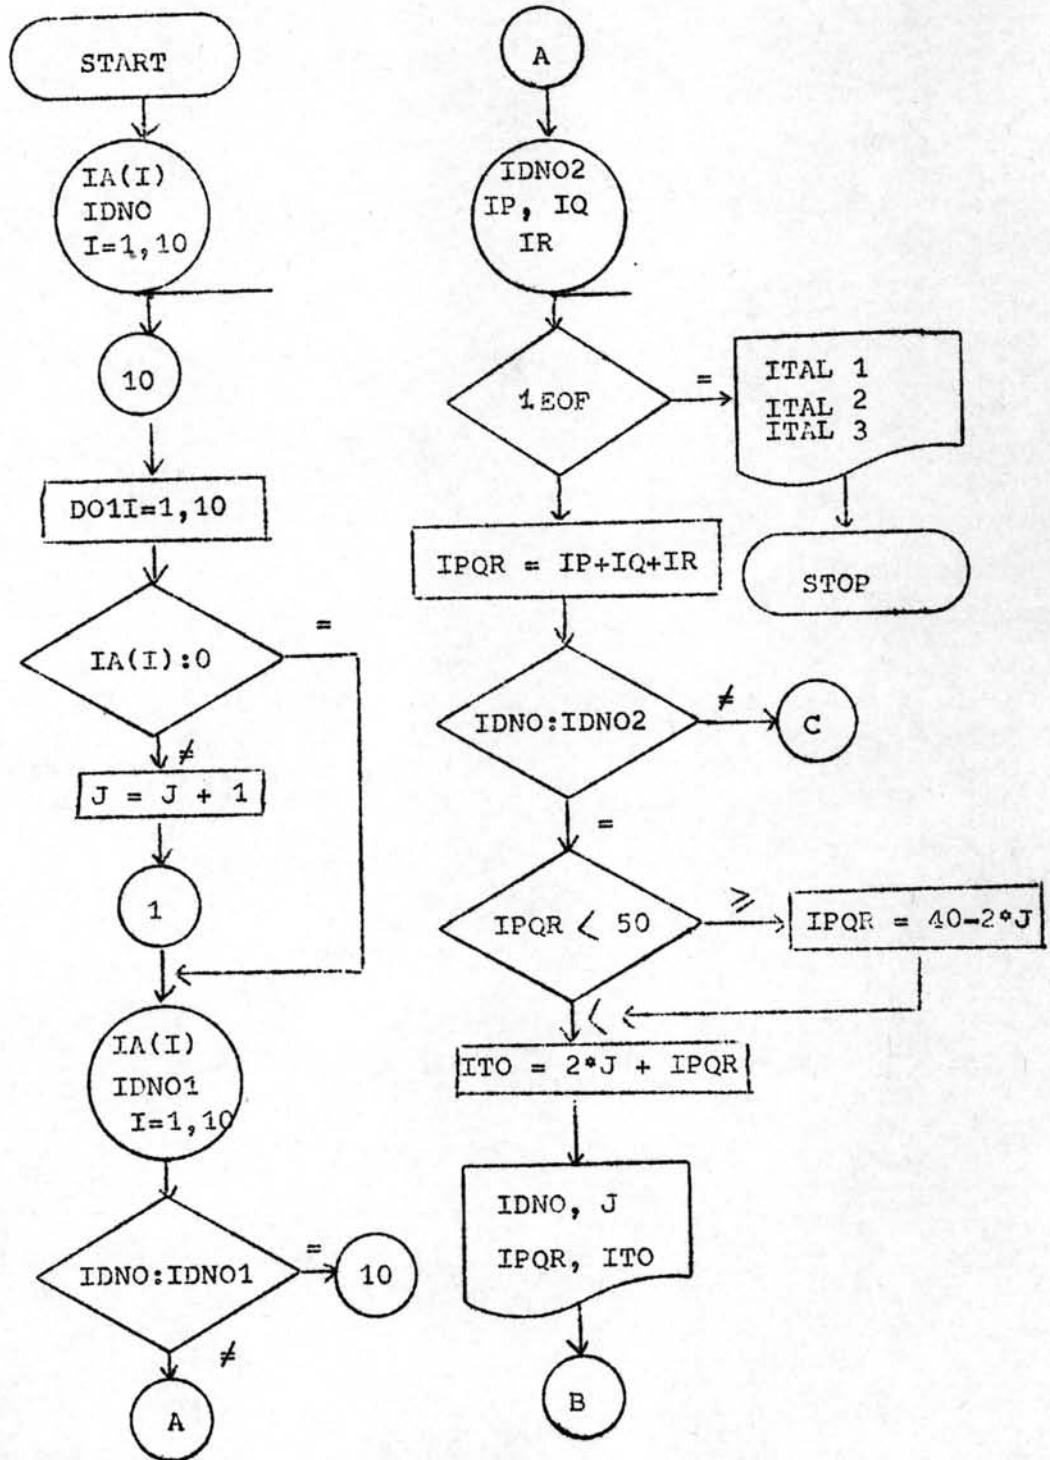 START
IA(I)
IDNO
I=1,10
10
DO1I=1,10
IA(I):0
=
≠
J = J + 1
1
IA(I)
IDNO1
I=1,10
IDNO:IDNO1
=
10
≠
A
A
IDNO2
IP, IQ
IR
1EOF
=
ITAL 1
ITAL 2
ITAL 3
STOP
IPQR = IP+IQ+IR
IDNO:IDNO2
≠
C
=
IPQR < 50
≥
IPQR = 40-2*J
<
ITO = 2*J + IPQR
IDNO, J
IPQR, ITO
B